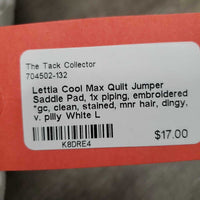 The Tack Collector
704502-132
Lettia Cool Max Quilt Jumper
Saddle Pad, 1x piping, embroidered
*gc, clean, stained, mnr hair, dingy,
v. pilly White L
$17.00
K8DRE4